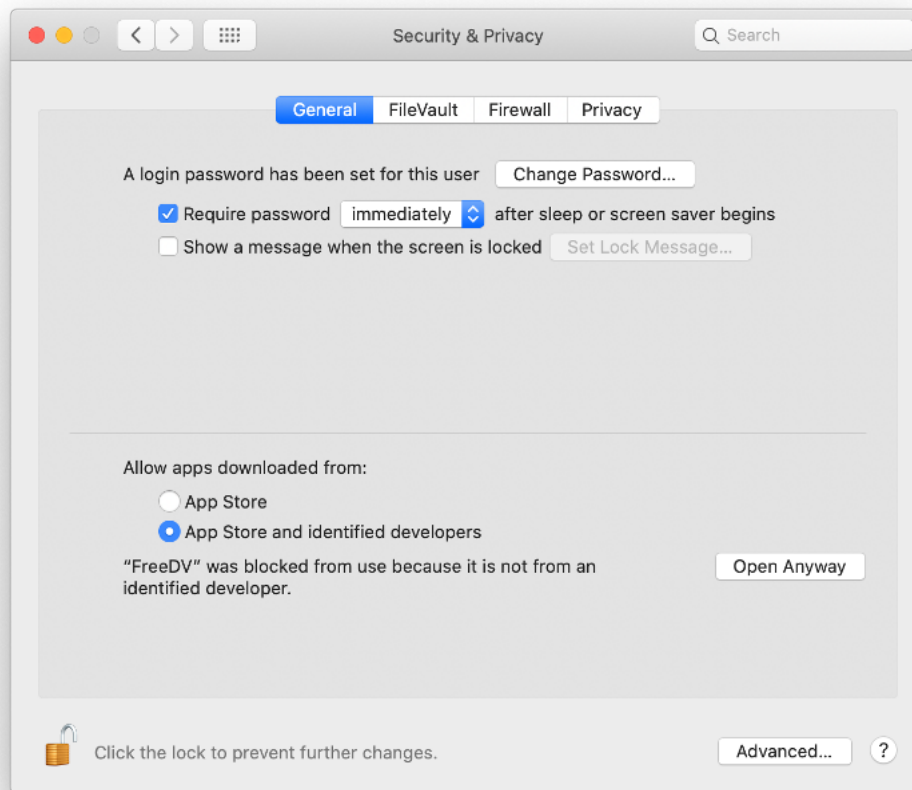 Security & Privacy
Search
General FileVault Firewall Privacy
A login password has been set for this user Change Password...
Require password immediately after sleep or screen saver begins
Show a message when the screen is locked Set Lock Message...
Allow apps downloaded from:
App Store
App Store and identified developers
“FreeDV” was blocked from use because it is not from an Open Anyway
identified developer.
Click the lock to prevent further changes. Advanced... ?